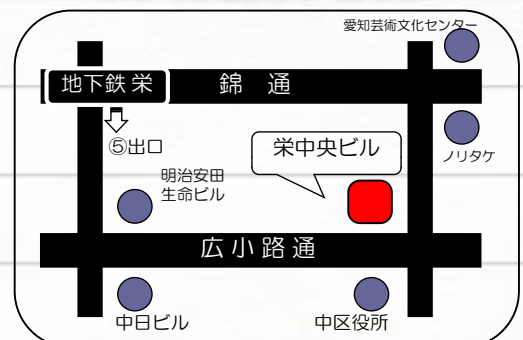 愛知芸術文化センター
地下鉄 栄
錦 通
⑤出口
栄中央ビル
ノリタケ
明治安田
生命ビル
広小路通
中日ビル
中区役所